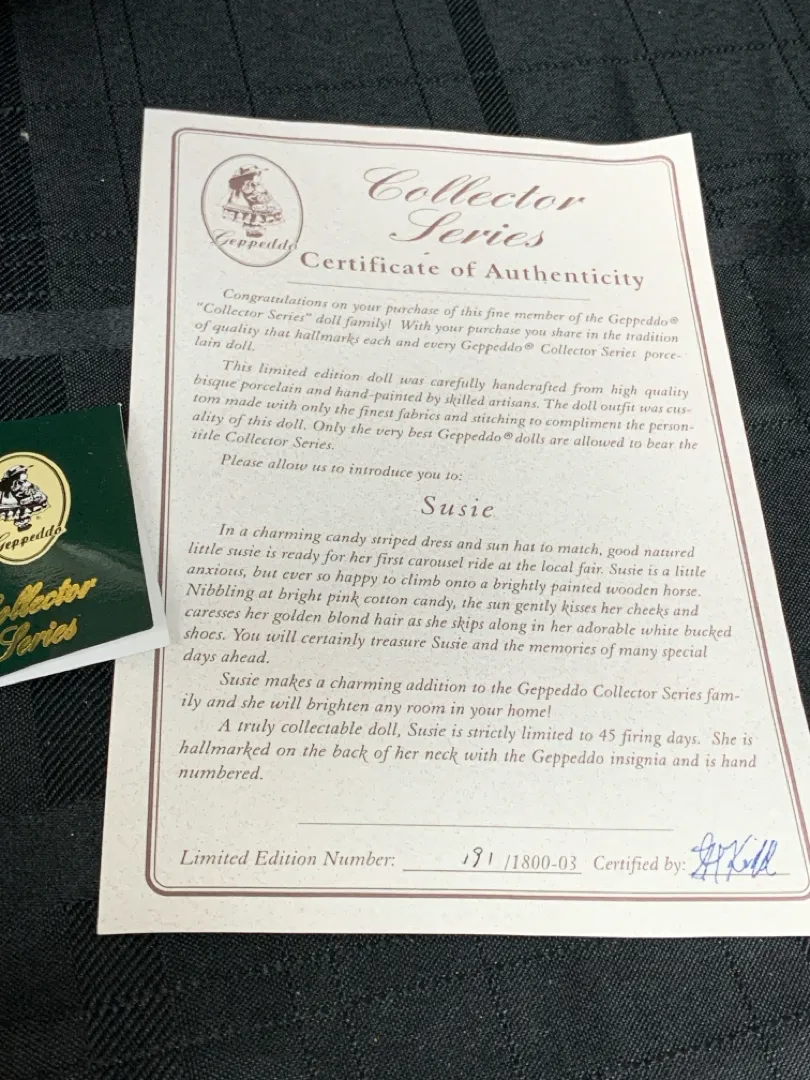 Geppeddo
Collector
Series
Certificate of Authenticity
Congratulations on your purchase of this fine member of the Geppeddo®
"Collector Series" doll family! With your purchase you share in the tradition
of quality that hallmarks each and every Geppeddo® Collector Series porce-
lain doll.
This limited edition doll was carefully handcrafted from high quality
bisque porcelain and hand-painted by skilled artisans. The doll outfit was cus-
tom made with only the finest fabrics and stitching to compliment the person-
ality of this doll. Only the very best Geppeddo® dolls are allowed to bear the
title Collector Series.
Please allow us to introduce you to:
Susie
In a charming candy striped dress and sun hat to match, good natured
little susie is ready for her first carousel ride at the local fair. Susie is a little
anxious, but ever so happy to climb onto a brightly painted wooden horse.
Nibbling at bright pink cotton candy, the sun gently kisses her cheeks and
caresses her golden blond hair as she skips along in her adorable white bucked
shoes. You will certainly treasure Susie and the memories of many special
days ahead.
Susie makes a charming addition to the Geppeddo Collector Series fam-
ily and she will brighten any room in your home!
A truly collectable doll, Susie is strictly limited to 45 firing days. She is
hallmarked on the back of her neck with the Geppeddo insignia and is hand
numbered.
Limited Edition Number: 191 /1800-03 Certified by:
Geppeddo
Collector
Series